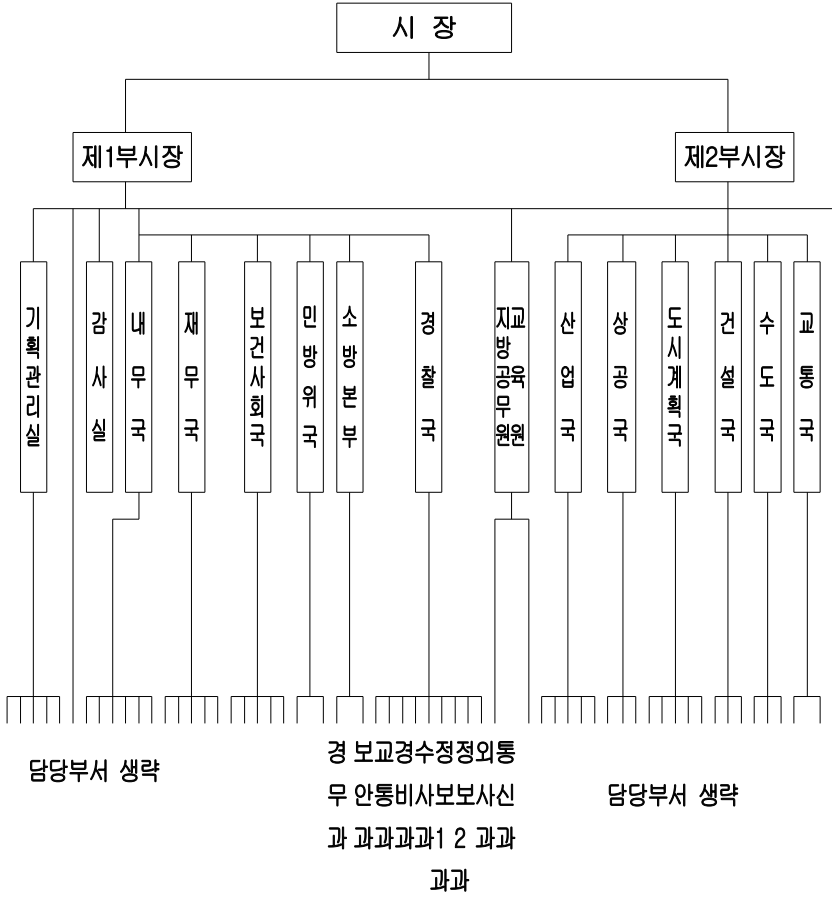 시 장
제1부시장
제2부시장
기획관리실
감사실
내무국
재무국
보건사회국
민방위국
소방본부
경찰국
지방공무원
교육원
산업국
상공국
도시계획국
건설국
수도국
교통국
담당부서 생략
경 보교경수정정외통
무 안통비사보보사신
과 과과과과1 2 과과
과과
담당부서 생략